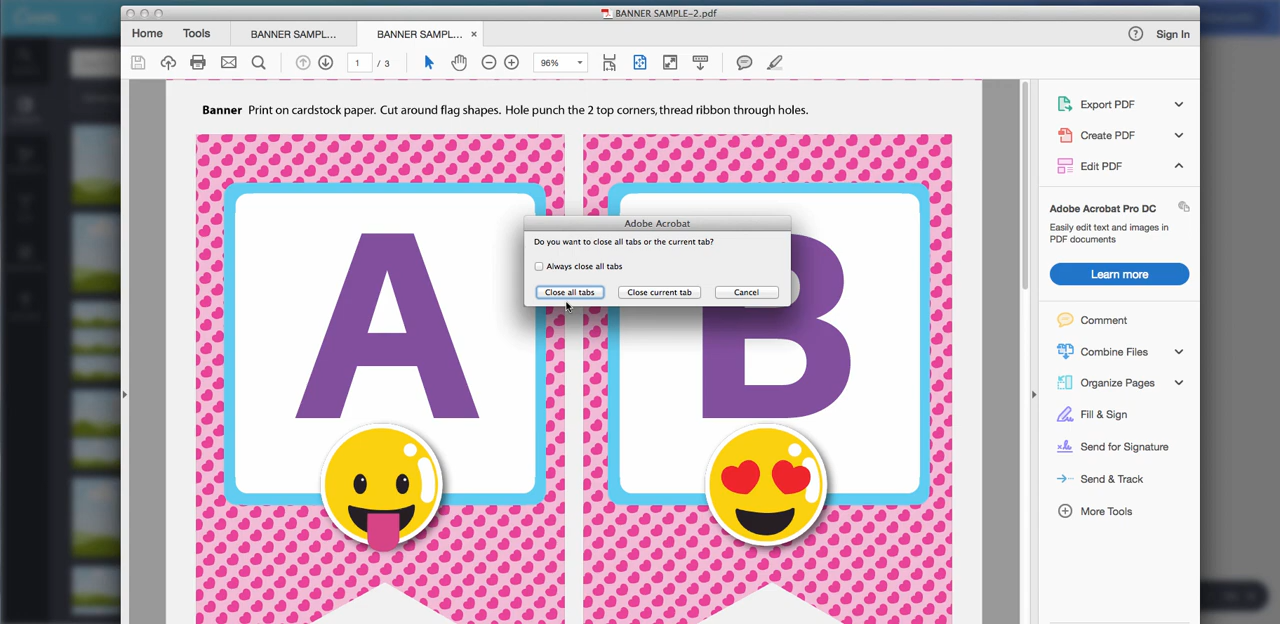 BANNER SAMPLE-2.pdf
Home Tools BANNER SAMPL... BANNER SAMPL... × ? Sign In
1 / 3 96%
Banner Print on cardstock paper. Cut around flag shapes. Hole punch the 2 top corners, thread ribbon through holes.
A
B
Adobe Acrobat
Do you want to close all tabs or the current tab?
Always close all tabs
Close all tabs Close current tab Cancel
Export PDF
Create PDF
Edit PDF
Adobe Acrobat Pro DC
Easily edit text and images in
PDF documents
Learn more
Comment
Combine Files
Organize Pages
Fill & Sign
Send for Signature
Send & Track
More Tools